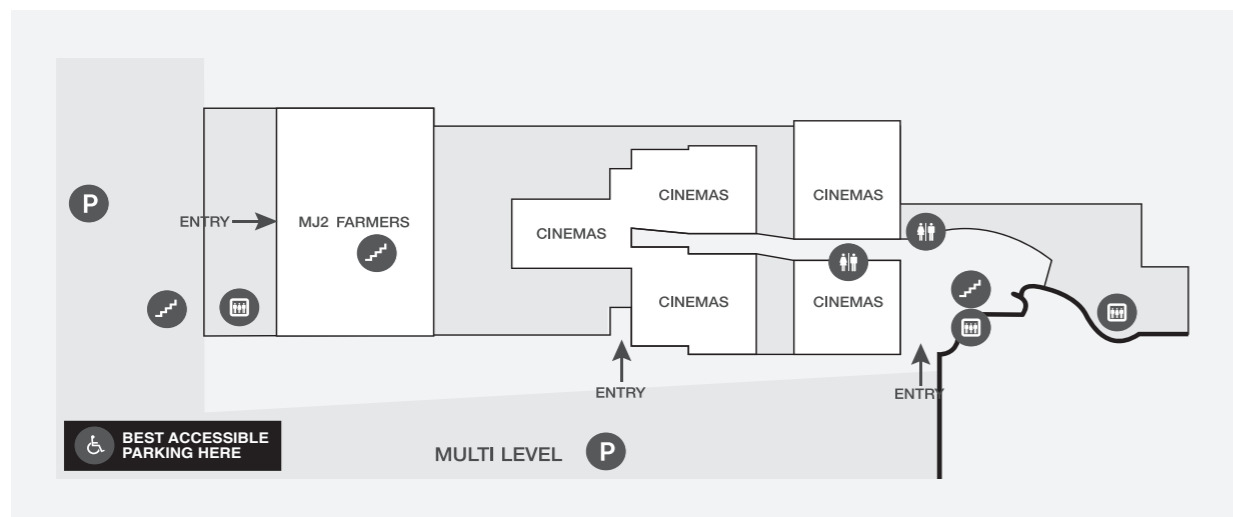 CINEMAS
CINEMAS
P
ENTRY
MJ2 FARMERS
CINEMAS
CINEMAS
CINEMAS
ENTRY
ENTRY
BEST ACCESSIBLE
PARKING HERE
MULTI LEVEL
P